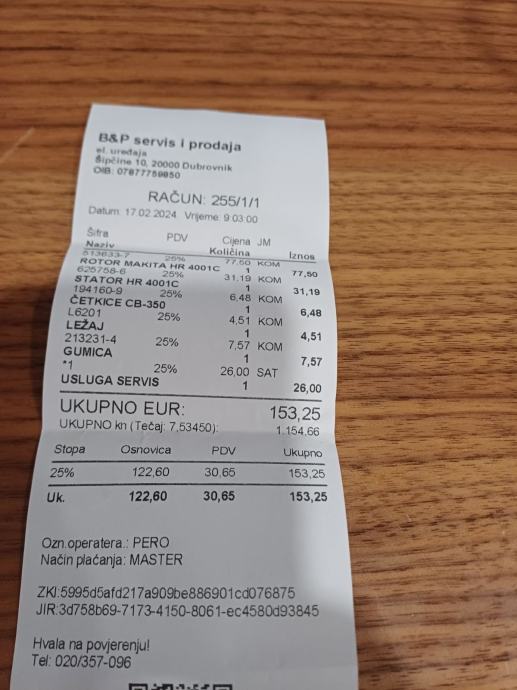 B&P servis i prodaja
el. uređaja
Šipčine 10, 20000 Dubrovnik
OIB: 07877759850
RAČUN: 255/1/1
Datum: 17.02.2024. Vrijeme: 9:03:00
Šifra PDV Cijena JM
Naziv Količina Iznos
513633-7 25% 77,50 KOM
ROTOR MAKITA HR 4001C 1 77,50
625758-6 25% 31,19 KOM
STATOR HR 4001C 1 31,19
194160-9 25% 6,48 KOM
ČETKICE CB-350 1 6,48
L6201 25% 4,51 KOM
LEŽAJ 1 4,51
213231-4 25% 7,57 KOM
GUMICA 1 7,57
*1 25% 26,00 SAT
USLUGA SERVIS 1 26,00
UKUPNO EUR: 153,25
UKUPNO kn (Tečaj: 7,53450): 1.154,66
Stopa Osnovica PDV Ukupno
25% 122,60 30,65 153,25
Uk. 122,60 30,65 153,25
Ozn.operatera.: PERO
Način plaćanja: MASTER
ZKI:5995d5afd217a909be886901cd076875
JIR:3d758b69-7173-4150-8061-ec4580d93845
Hvala na povjerenju!
Tel: 020/357-096